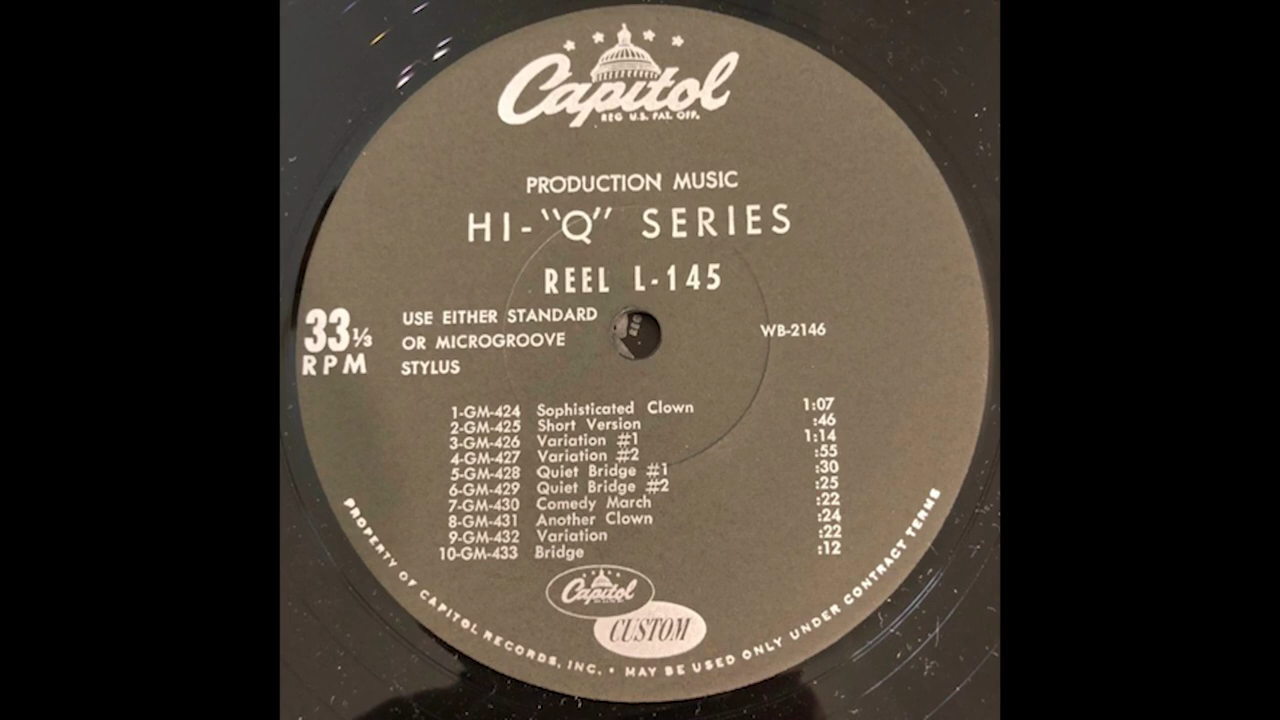 Capitol
REG U.S. PAT. OFF.
PRODUCTION MUSIC
HI-"Q" SERIES
REEL L-145
33⅓
RPM
USE EITHER STANDARD
OR MICROGROOVE
STYLUS
WB-2146
1-GM-424 Sophisticated Clown 1:07
2-GM-425 Short Version :46
3-GM-426 Variation #1 1:14
4-GM-427 Variation #2 :55
5-GM-428 Quiet Bridge #1 :30
6-GM-429 Quiet Bridge #2 :25
7-GM-430 Comedy March :22
8-GM-431 Another Clown :24
9-GM-432 Variation :22
10-GM-433 Bridge :12
Capitol
CUSTOM
PROPERTY OF CAPITOL RECORDS, INC. • MAY BE USED ONLY UNDER CONTRACT TERMS